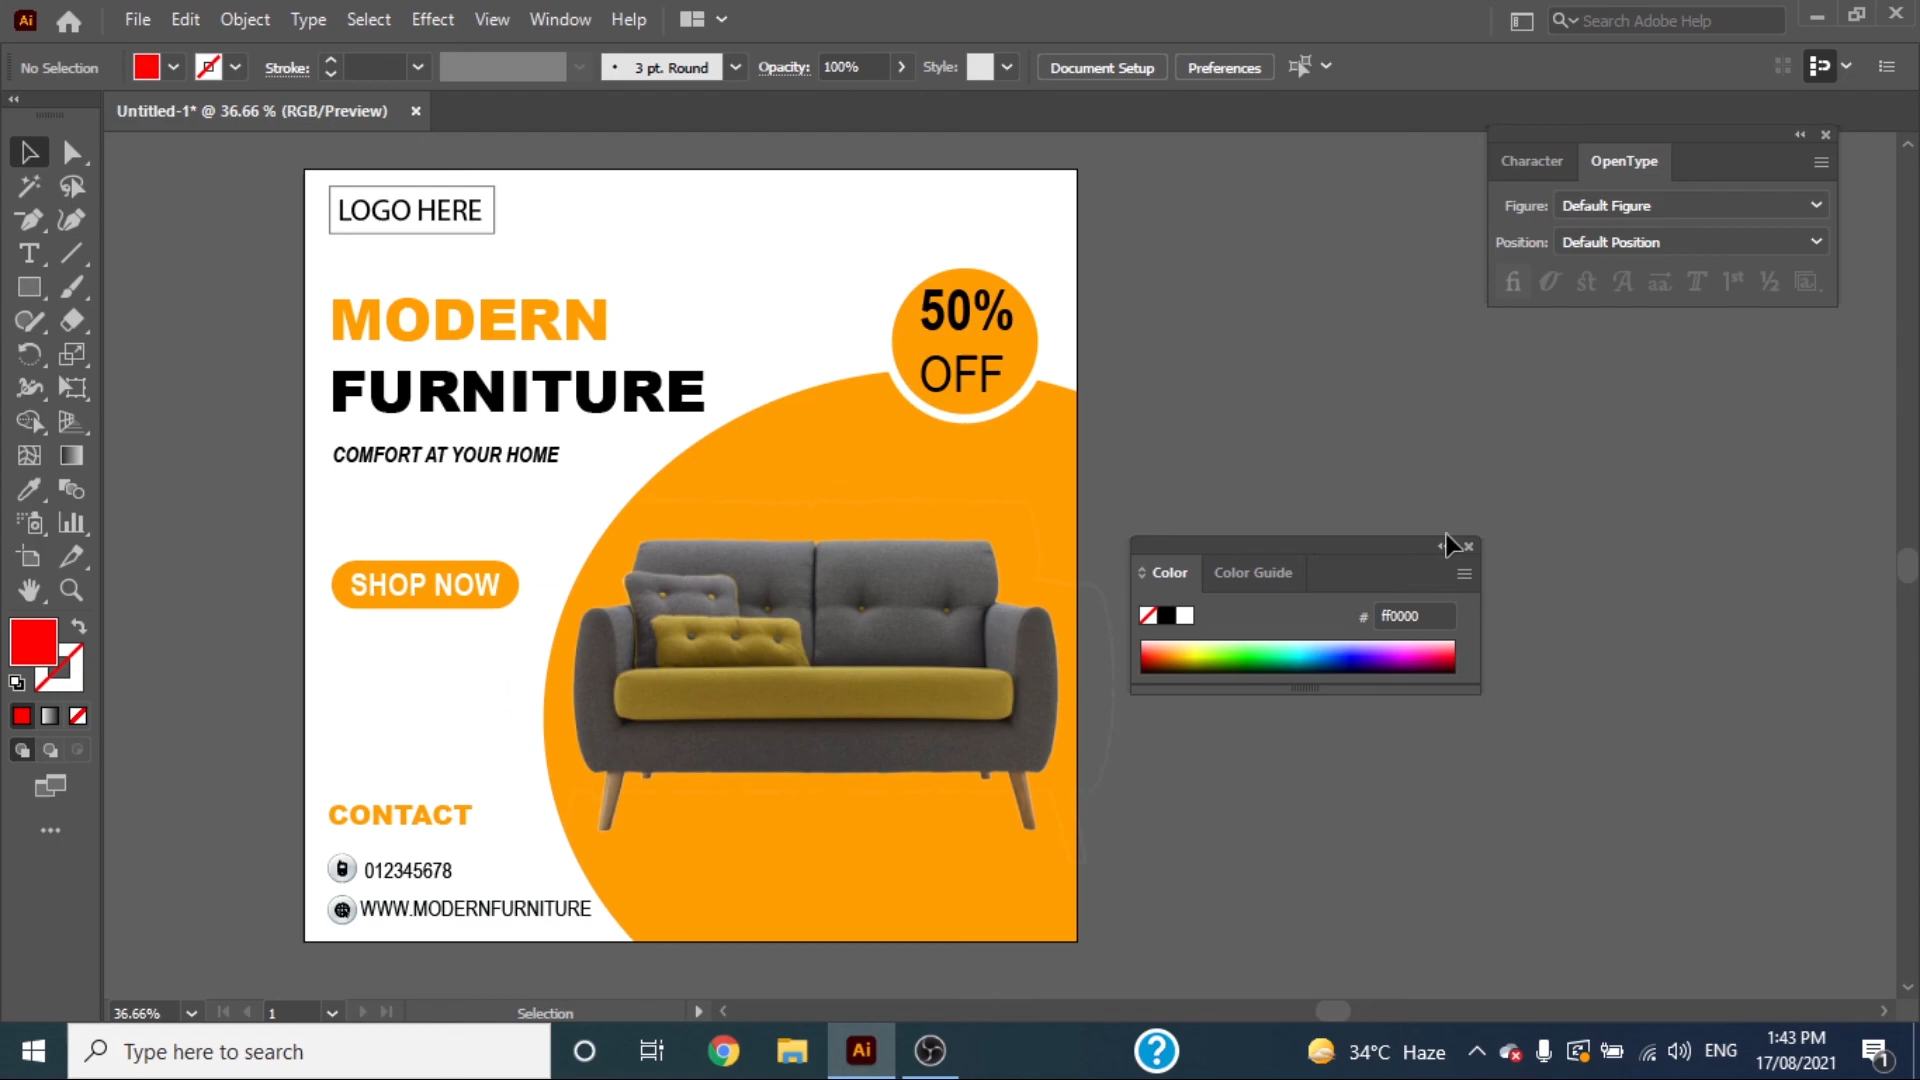 Ai File Edit Object Type Select Effect View Window Help Search Adobe Help
No Selection Stroke: 3 pt. Round Opacity: 100% Style: Document Setup Preferences
Untitled-1* @ 36.66 % (RGB/Preview)
Character OpenType
Figure: Default Figure
Position: Default Position
LOGO HERE
MODERN
FURNITURE
COMFORT AT YOUR HOME
50%
OFF
SHOP NOW
Color Color Guide
# ff0000
CONTACT
012345678
WWW.MODERNFURNITURE
36.66% 1 Selection
Type here to search
Ai
34°C Haze
ENG
1:43 PM
17/08/2021
1